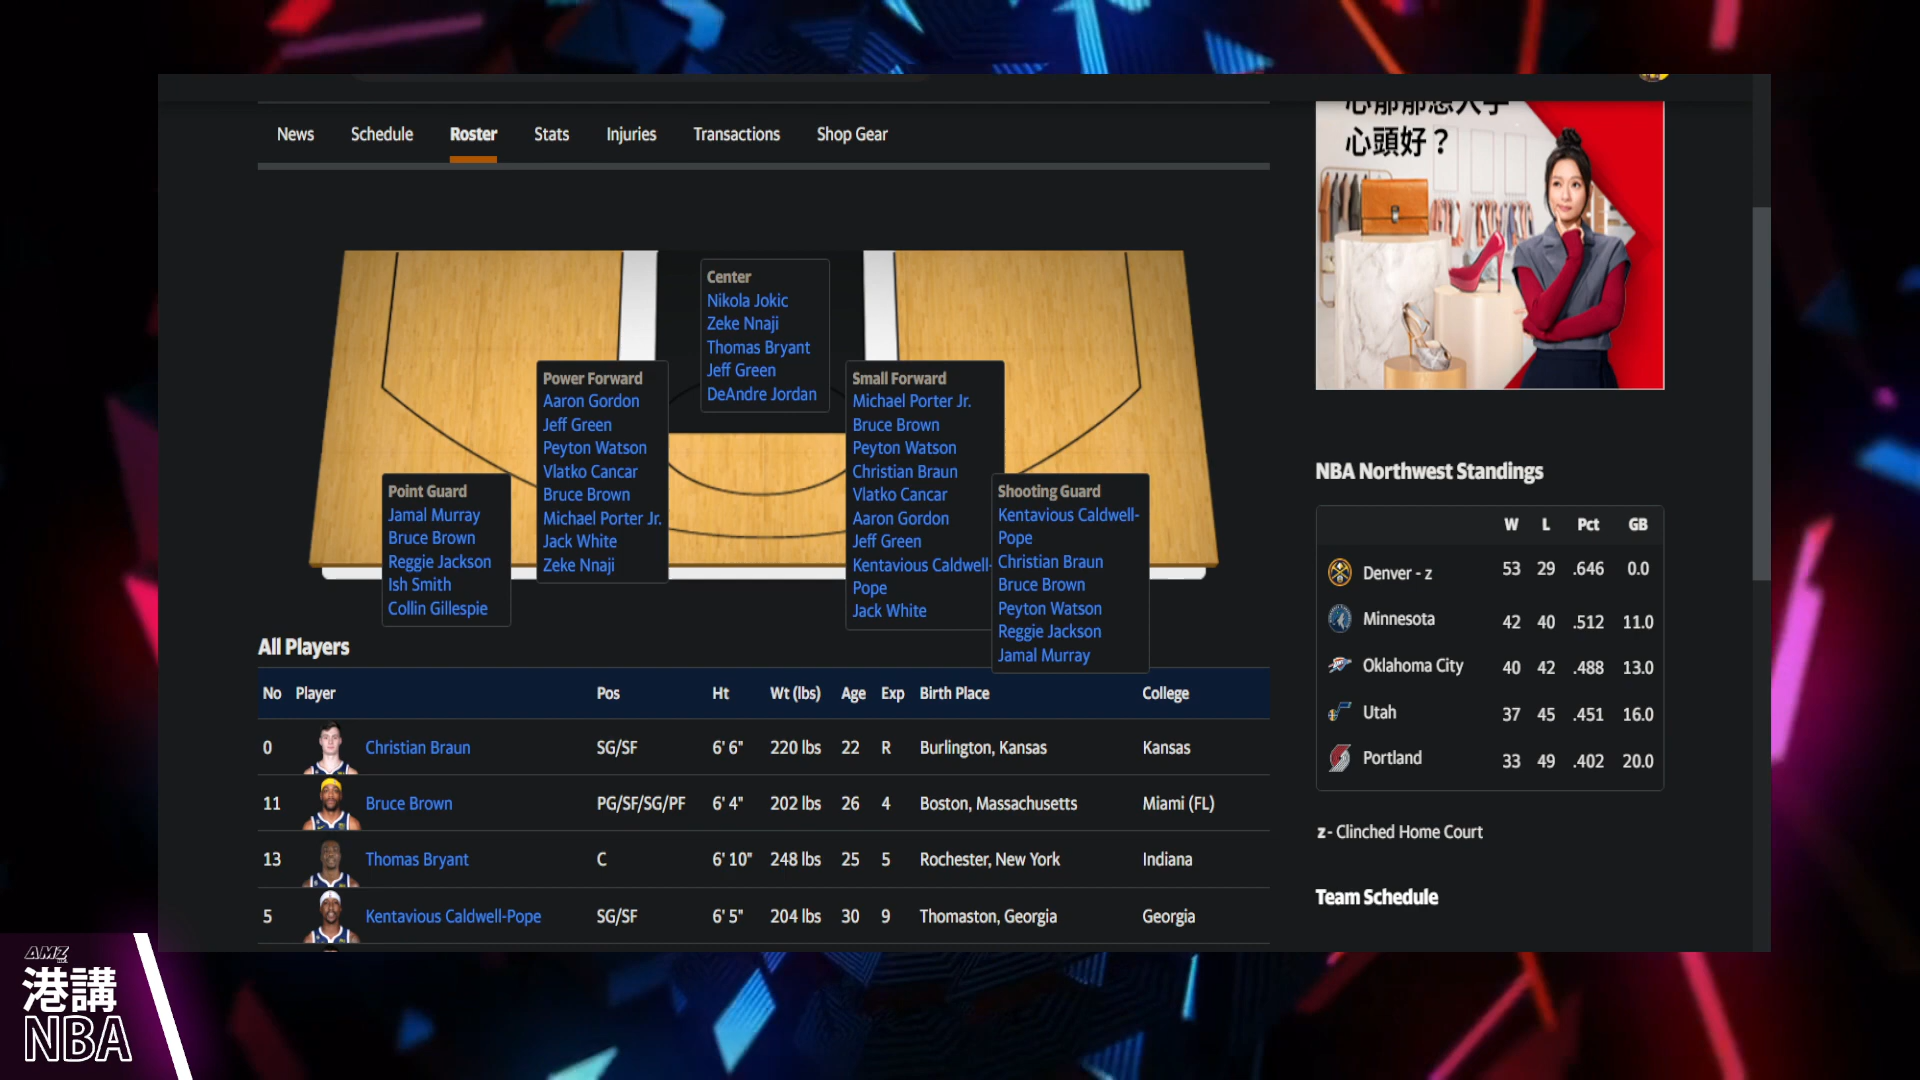 News Schedule Roster Stats Injuries Transactions Shop Gear
心頭好？
Center
Nikola Jokic
Zeke Nnaji
Thomas Bryant
Jeff Green
DeAndre Jordan
Power Forward
Aaron Gordon
Jeff Green
Peyton Watson
Vlatko Cancar
Bruce Brown
Michael Porter Jr.
Jack White
Zeke Nnaji
Small Forward
Michael Porter Jr.
Bruce Brown
Peyton Watson
Christian Braun
Vlatko Cancar
Aaron Gordon
Jeff Green
Kentavious Caldwell-
Pope
Jack White
Point Guard
Jamal Murray
Bruce Brown
Reggie Jackson
Ish Smith
Collin Gillespie
Shooting Guard
Kentavious Caldwell-
Pope
Christian Braun
Bruce Brown
Peyton Watson
Reggie Jackson
Jamal Murray
All Players
No Player Pos Ht Wt (lbs) Age Exp Birth Place College
0 Christian Braun SG/SF 6' 6" 220 lbs 22 R Burlington, Kansas Kansas
11 Bruce Brown PG/SF/SG/PF 6' 4" 202 lbs 26 4 Boston, Massachusetts Miami (FL)
13 Thomas Bryant C 6' 10" 248 lbs 25 5 Rochester, New York Indiana
5 Kentavious Caldwell-Pope SG/SF 6' 5" 204 lbs 30 9 Thomaston, Georgia Georgia
NBA Northwest Standings
W L Pct GB
Denver - z 53 29 .646 0.0
Minnesota 42 40 .512 11.0
Oklahoma City 40 42 .488 13.0
Utah 37 45 .451 16.0
Portland 33 49 .402 20.0
z - Clinched Home Court
Team Schedule
AMZ
港講
NBA